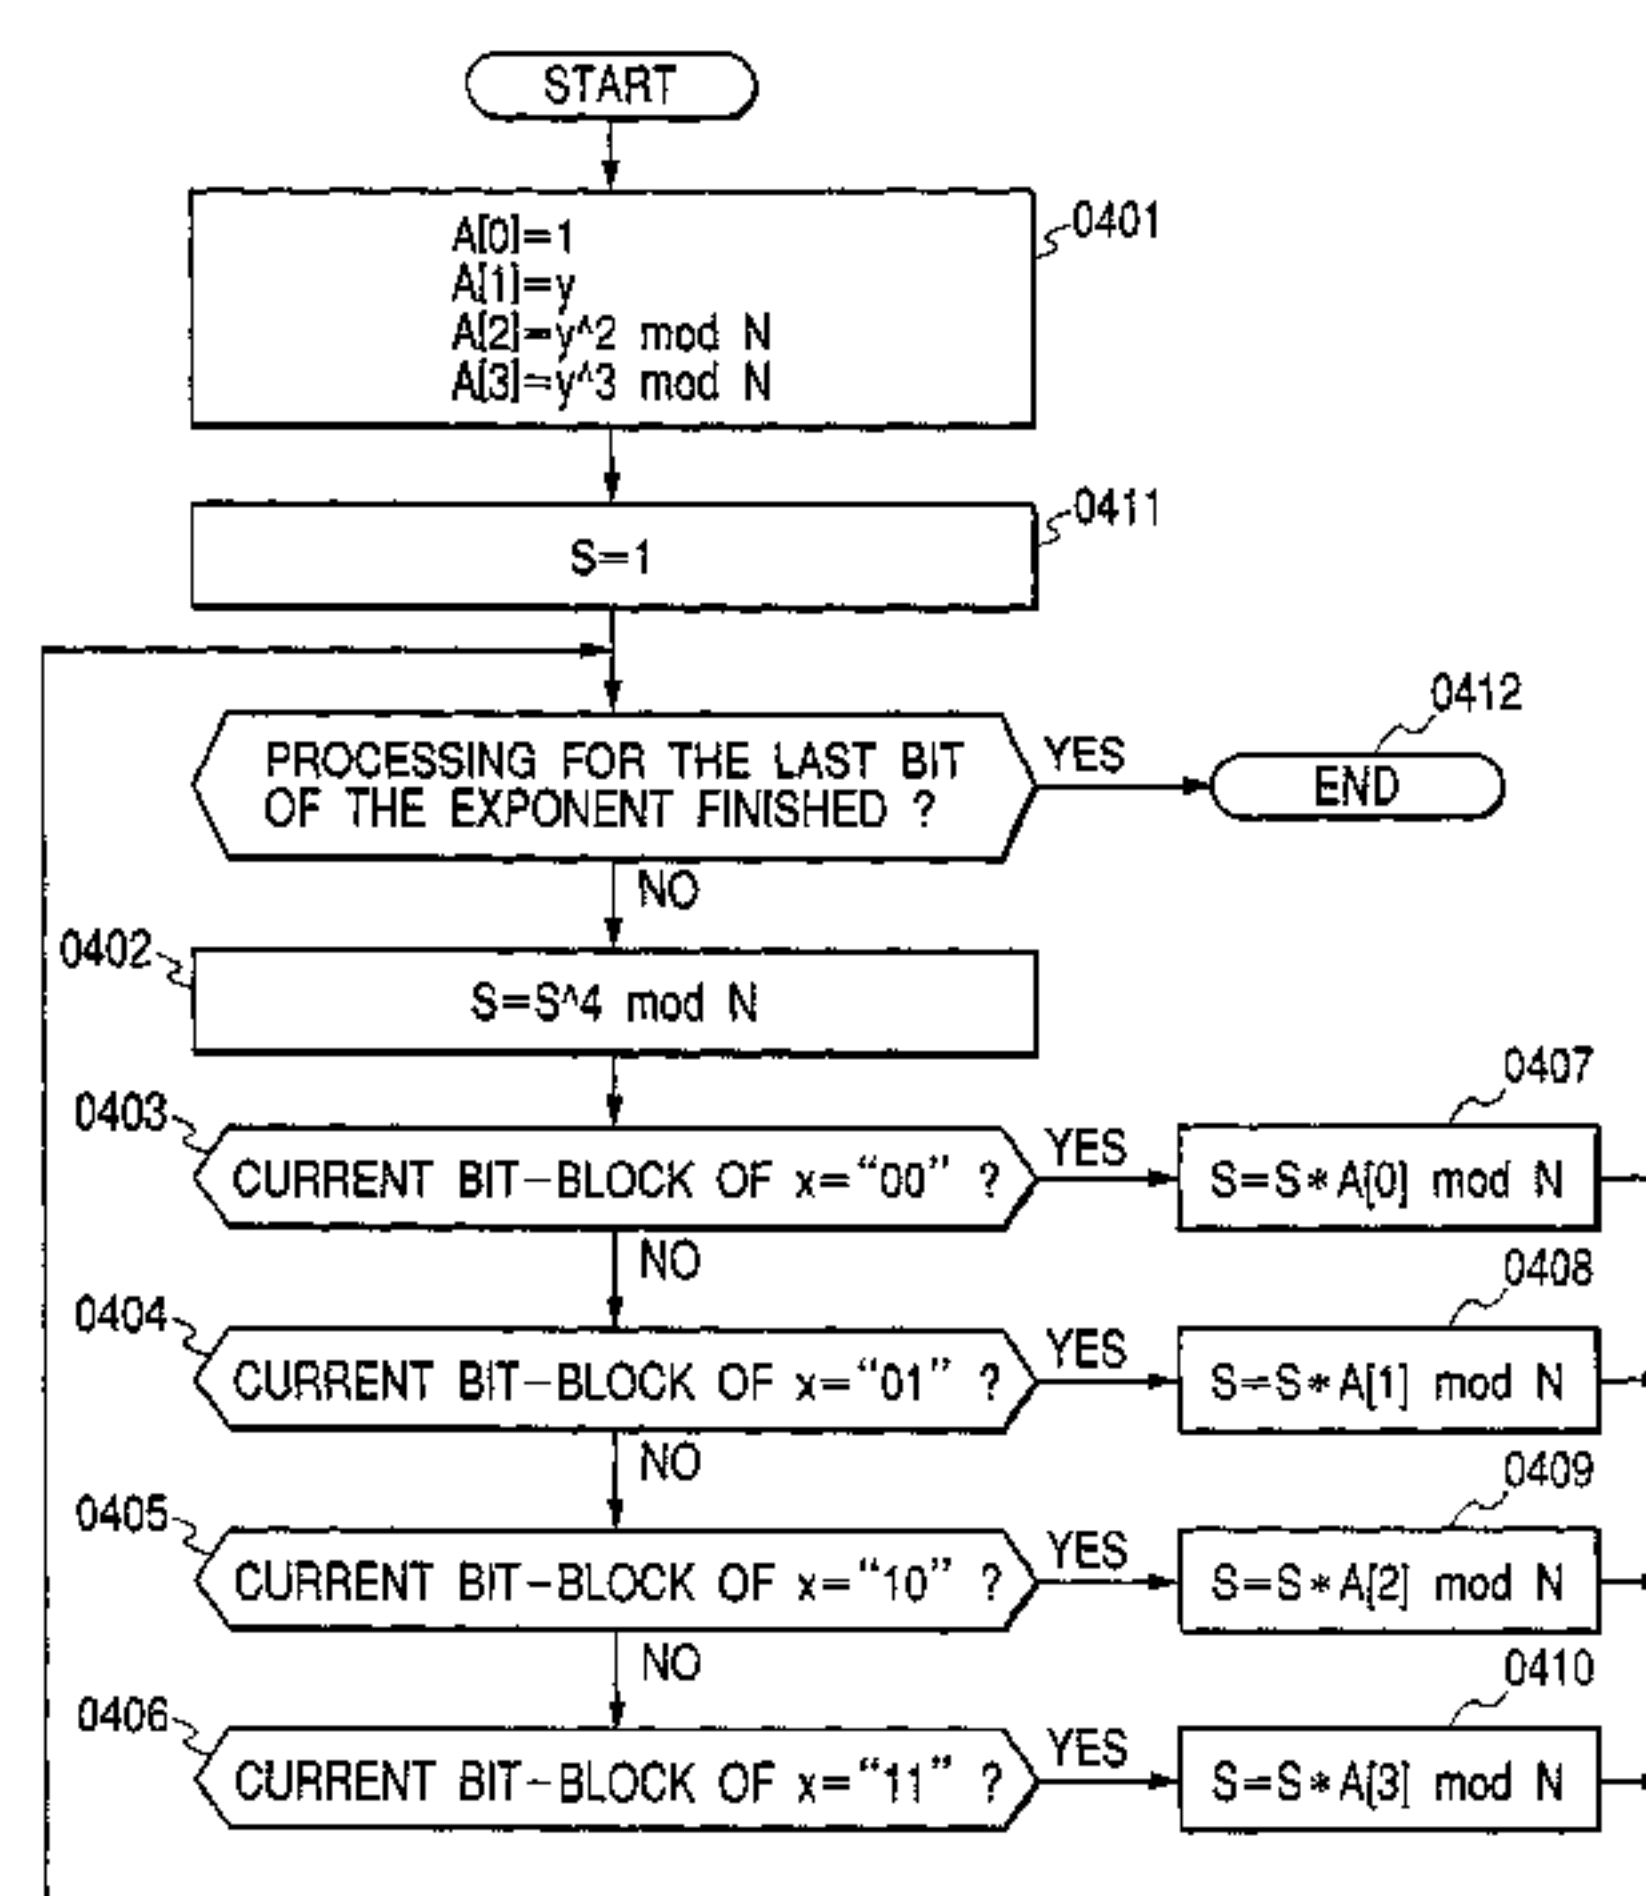 START
A[0]=1
A[1]=y
A[2]=y^2 mod N
A[3]=y^3 mod N
0401
S=1
0411
PROCESSING FOR THE LAST BIT
OF THE EXPONENT FINISHED ?
YES
END
0412
NO
0402
S=S^4 mod N
0403
CURRENT BIT-BLOCK OF x="00" ?
YES
S=S*A[0] mod N
0407
NO
0404
CURRENT BIT-BLOCK OF x="01" ?
YES
S=S*A[1] mod N
0408
NO
0405
CURRENT BIT-BLOCK OF x="10" ?
YES
S=S*A[2] mod N
0409
NO
0406
CURRENT BIT-BLOCK OF x="11" ?
YES
S=S*A[3] mod N
0410